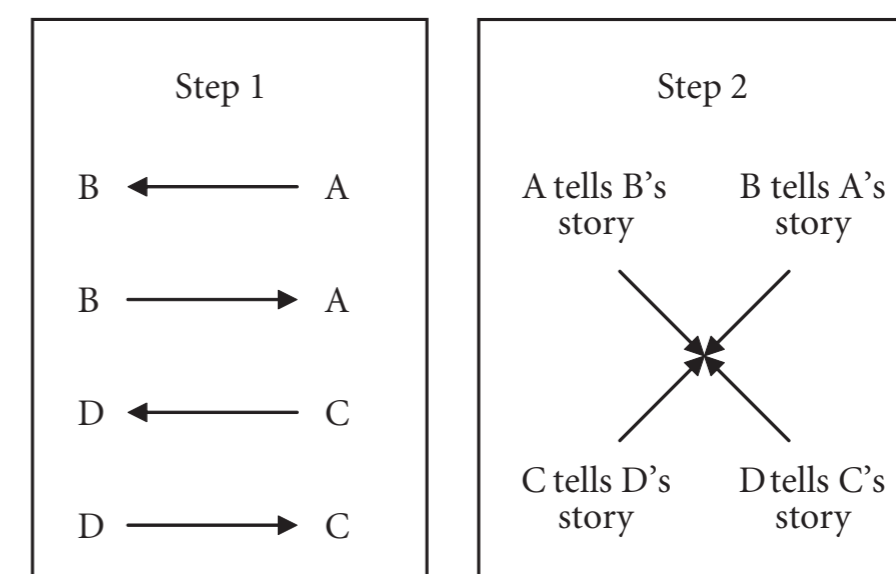 Step 1
B A
B A
D C
D C
Step 2
A tells B’s
story
B tells A’s
story
C tells D’s
story
D tells C’s
story